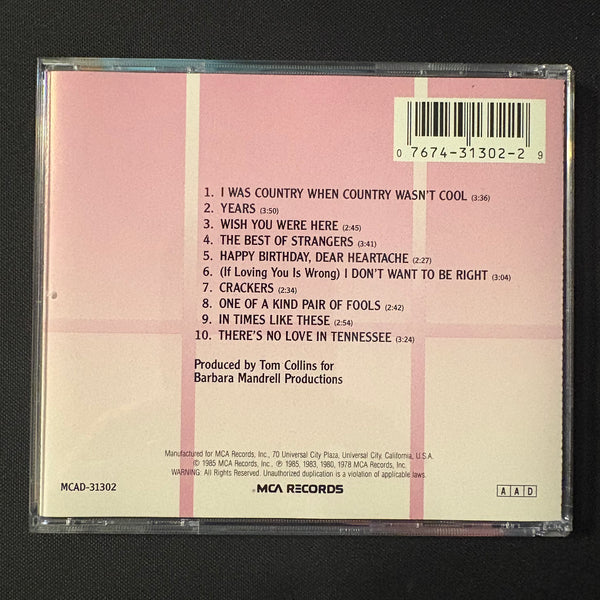 0 7674-31302-2 9
1. I WAS COUNTRY WHEN COUNTRY WASN'T COOL (3:36)
2. YEARS (3:50)
3. WISH YOU WERE HERE (2:45)
4. THE BEST OF STRANGERS (3:41)
5. HAPPY BIRTHDAY, DEAR HEARTACHE (2:27)
6. (If Loving You Is Wrong) I DON'T WANT TO BE RIGHT (3:04)
7. CRACKERS (2:34)
8. ONE OF A KIND PAIR OF FOOLS (2:42)
9. IN TIMES LIKE THESE (2:54)
10. THERE'S NO LOVE IN TENNESSEE (3:24)
Produced by Tom Collins for
Barbara Mandrell Productions
Manufactured for MCA Records, Inc., 70 Universal City Plaza, Universal City, California, U.S.A.
© 1985 MCA Records, Inc., ℗ 1985, 1983, 1980, 1978 MCA Records, Inc.
WARNING: All Rights Reserved. Unauthorized duplication is a violation of applicable laws.
MCAD-31302
MCA RECORDS
A A D